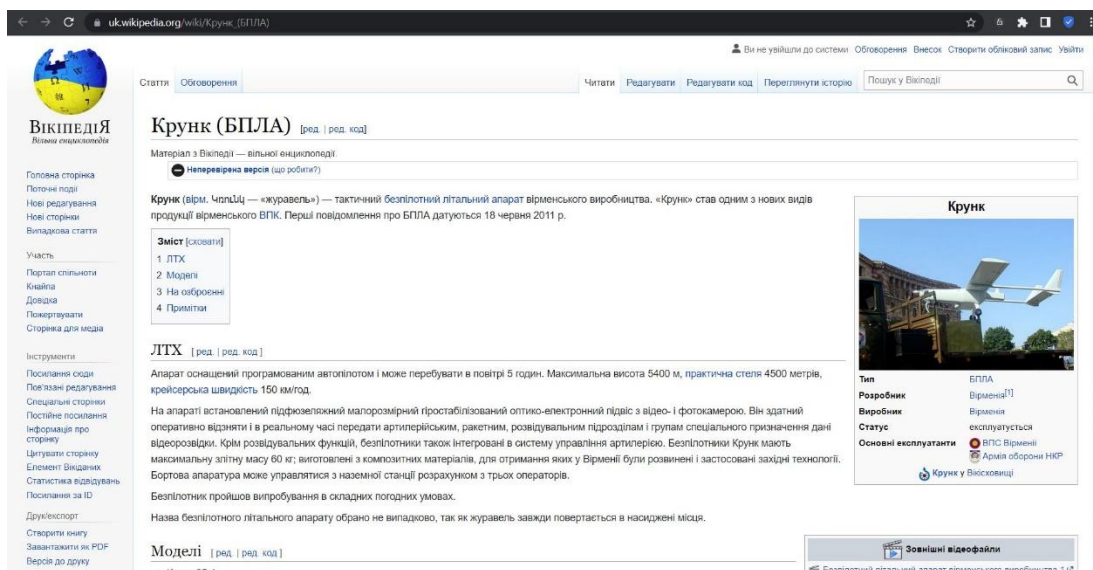 uk.wikipedia.org/wiki/Крунк_(БПЛА)
Ви не увійшли до системи Обговорення Внесок Створити обліковий запис Увійти
Стаття Обговорення Читати Редагувати Редагувати код Переглянути історію Пошук у Вікіпедії
ВІКІПЕДІЯ
Вільна енциклопедія
Головна сторінка
Поточні події
Нові редагування
Нові сторінки
Випадкова стаття
Участь
Портал спільноти
Кнайпа
Довідка
Пожертвувати
Сторінка для медіа
Інструменти
Посилання сюди
Пов'язані редагування
Спеціальні сторінки
Постійне посилання
Інформація про
сторінку
Цитувати сторінку
Елемент Вікіданих
Статистика відвідувань
Посилання за ID
Друк/експорт
Створити книгу
Завантажити як PDF
Версія до друку
Крунк (БПЛА) [ред. | ред. код]
Матеріал з Вікіпедії — вільної енциклопедії.
Неперевірена версія (що робити?)
Крунк (вірм. Կռունկ — «журавель») — тактичний безпілотний літальний апарат вірменського виробництва. «Крунк» став одним з нових видів
продукції вірменського ВПК. Перші повідомлення про БПЛА датуються 18 червня 2011 р.
Зміст [сховати]
1 ЛТХ
2 Моделі
3 На озброєнні
4 Примітки
ЛТХ [ред. | ред. код]
Апарат оснащений програмованим автопілотом і може перебувати в повітрі 5 годин. Максимальна висота 5400 м, практична стеля 4500 метрів,
крейсерська швидкість 150 км/год.
На апараті встановлений підфюзеляжний малорозмірний гіростабілізований оптико-електронний підвіс з відео- і фотокамерою. Він здатний
оперативно відзняти і в реальному часі передати артилерійським, ракетним, розвідувальним підрозділам і групам спеціального призначення дані
відеорозвідки. Крім розвідувальних функцій, безпілотники також інтегровані в систему управління артилерією. Безпілотники Крунк мають
максимальну злітну масу 60 кг; виготовлені з композитних матеріалів, для отримання яких у Вірменії були розвинені і застосовані західні технології.
Бортова апаратура може управлятися з наземної станції розрахунком з трьох операторів.
Безпілотник пройшов випробування в складних погодних умовах.
Назва безпілотного літального апарату обрано не випадково, так як журавель завжди повертається в насиджені місця.
Моделі [ред. | ред. код]
Крунк
Тип БПЛА
Розробник Вірменія[1]
Виробник Вірменія
Статус експлуатується
Основні експлуатанти ВПС Вірменії
Армія оборони НКР
Крунк у Вікісховищі
Зовнішні відеофайли
Безпілотний літальний апарат вірменського виробництва